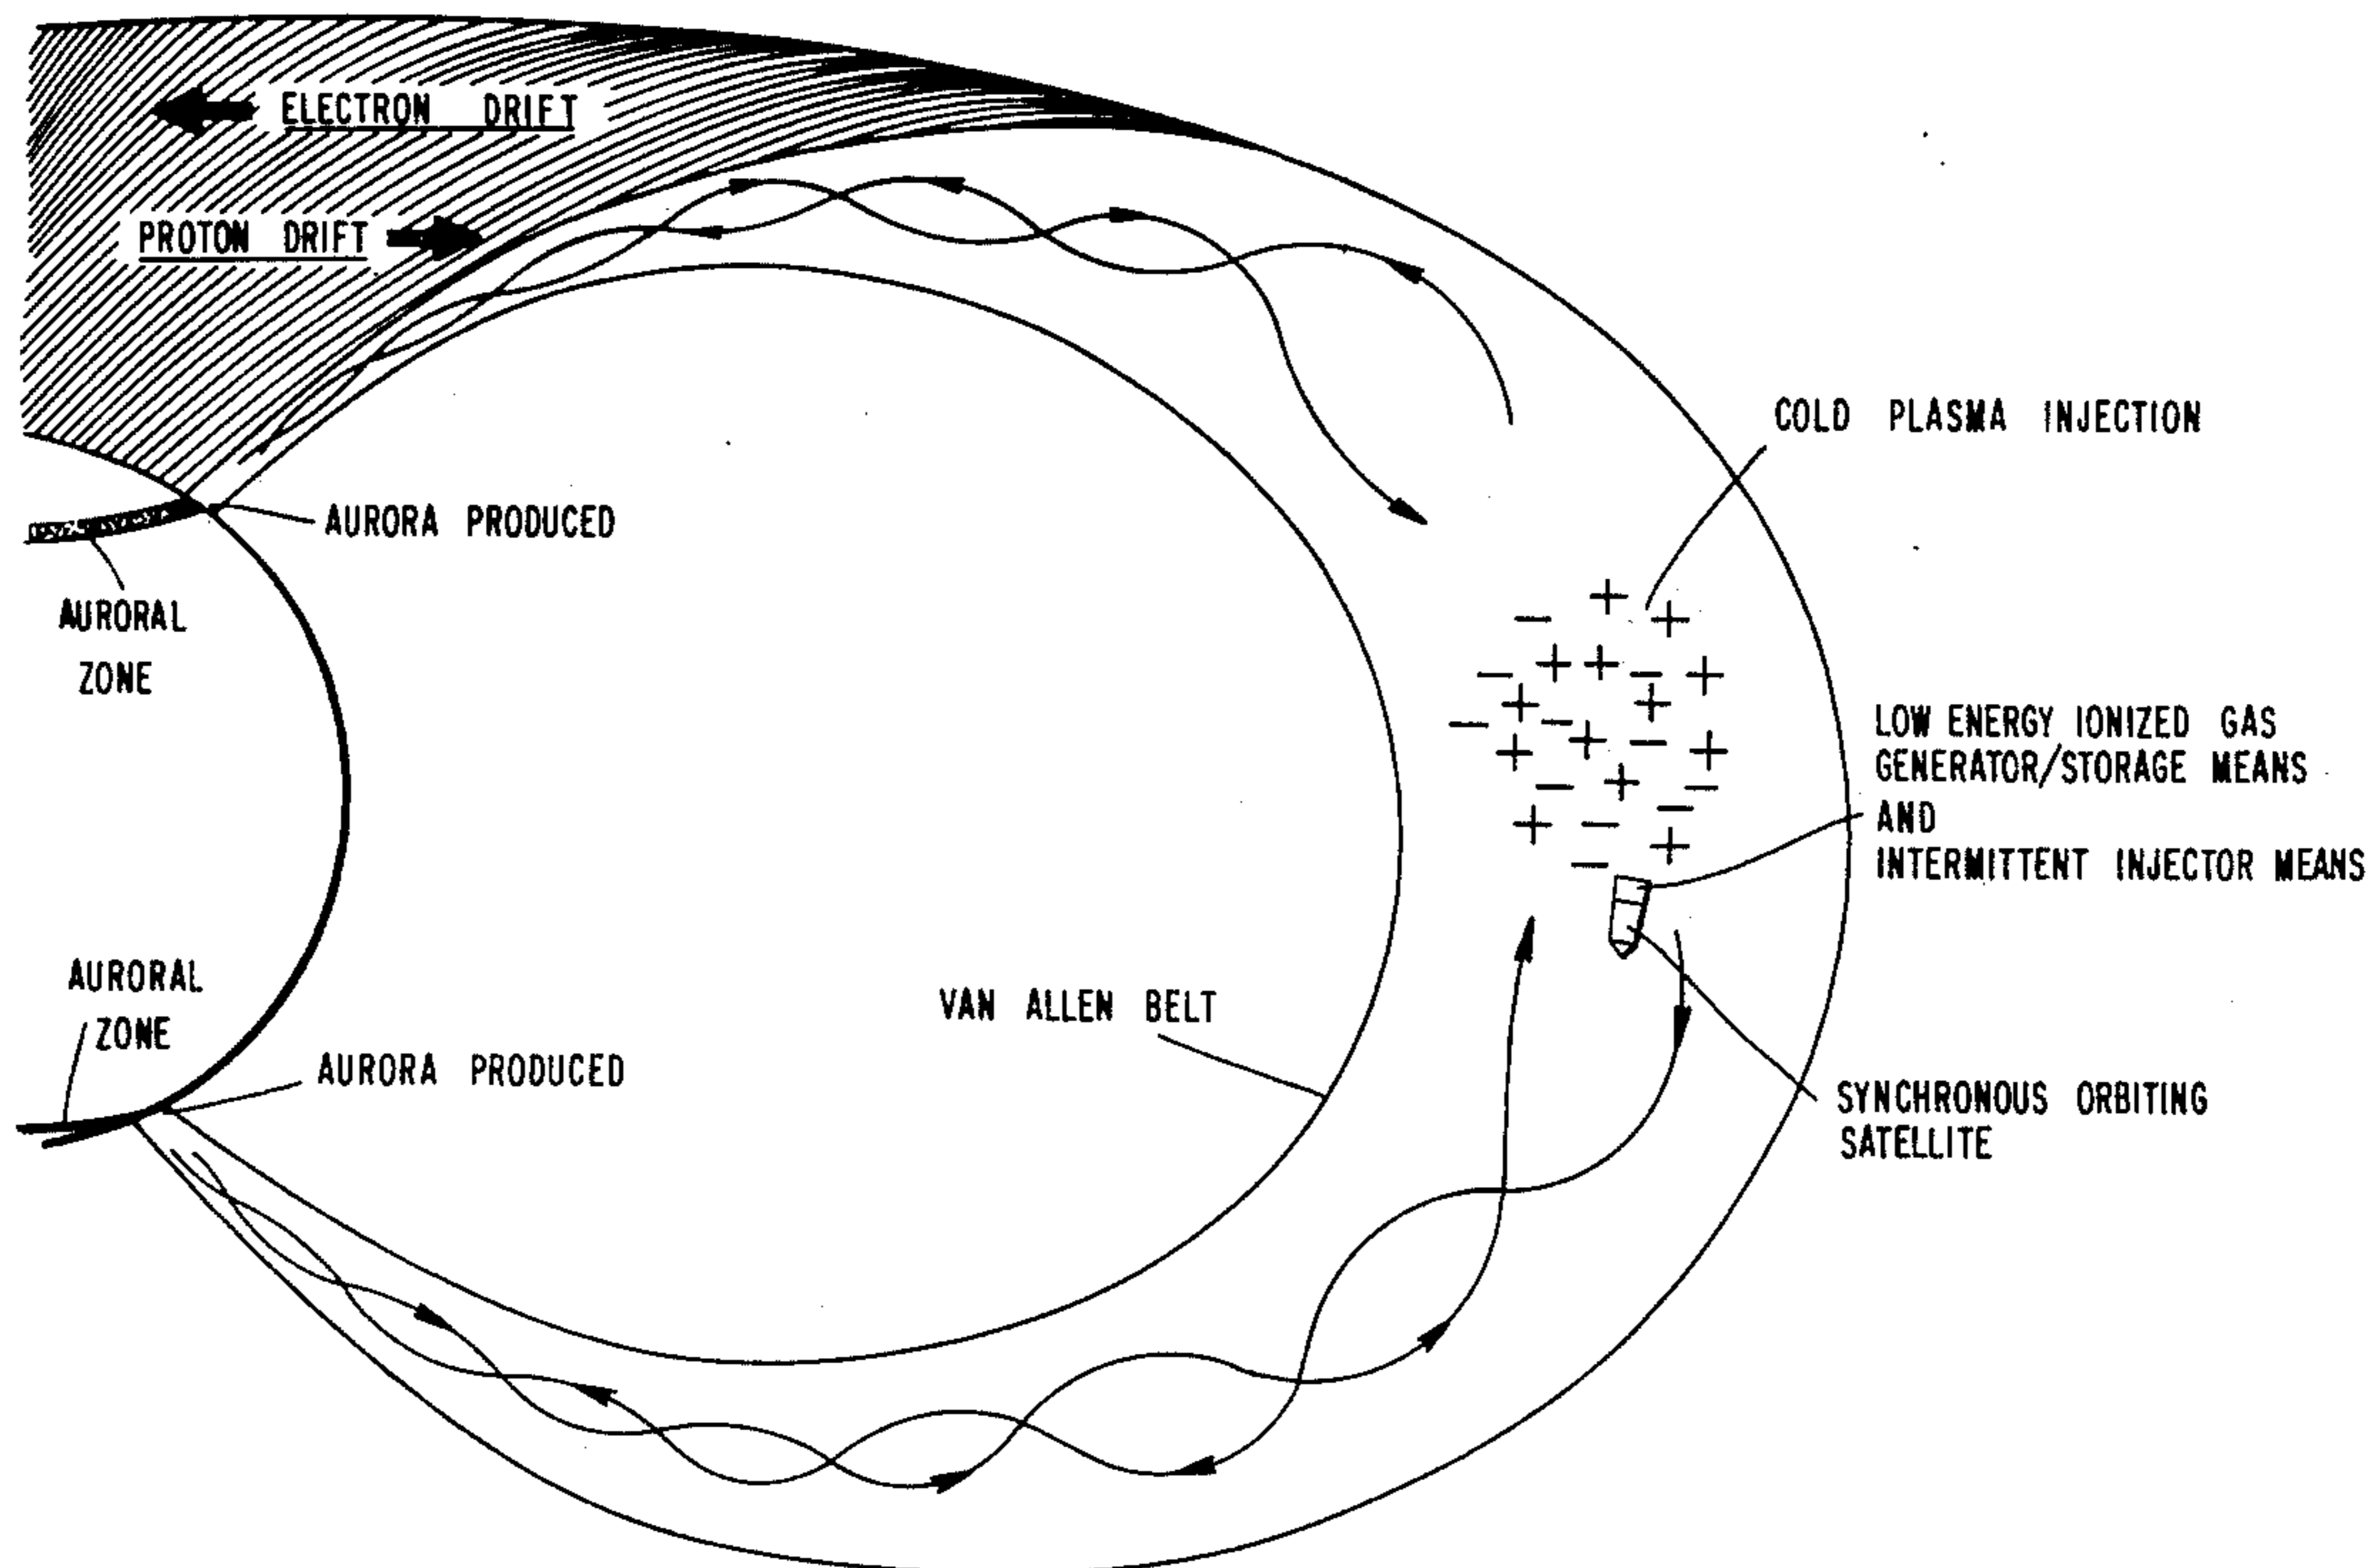 ELECTRON DRIFT
PROTON DRIFT
COLD PLASMA INJECTION
AURORA PRODUCED
AURORAL
ZONE
LOW ENERGY IONIZED GAS
GENERATOR/STORAGE MEANS
AND
INTERMITTENT INJECTOR MEANS
AURORAL
ZONE
VAN ALLEN BELT
AURORA PRODUCED
SYNCHRONOUS ORBITING
SATELLITE